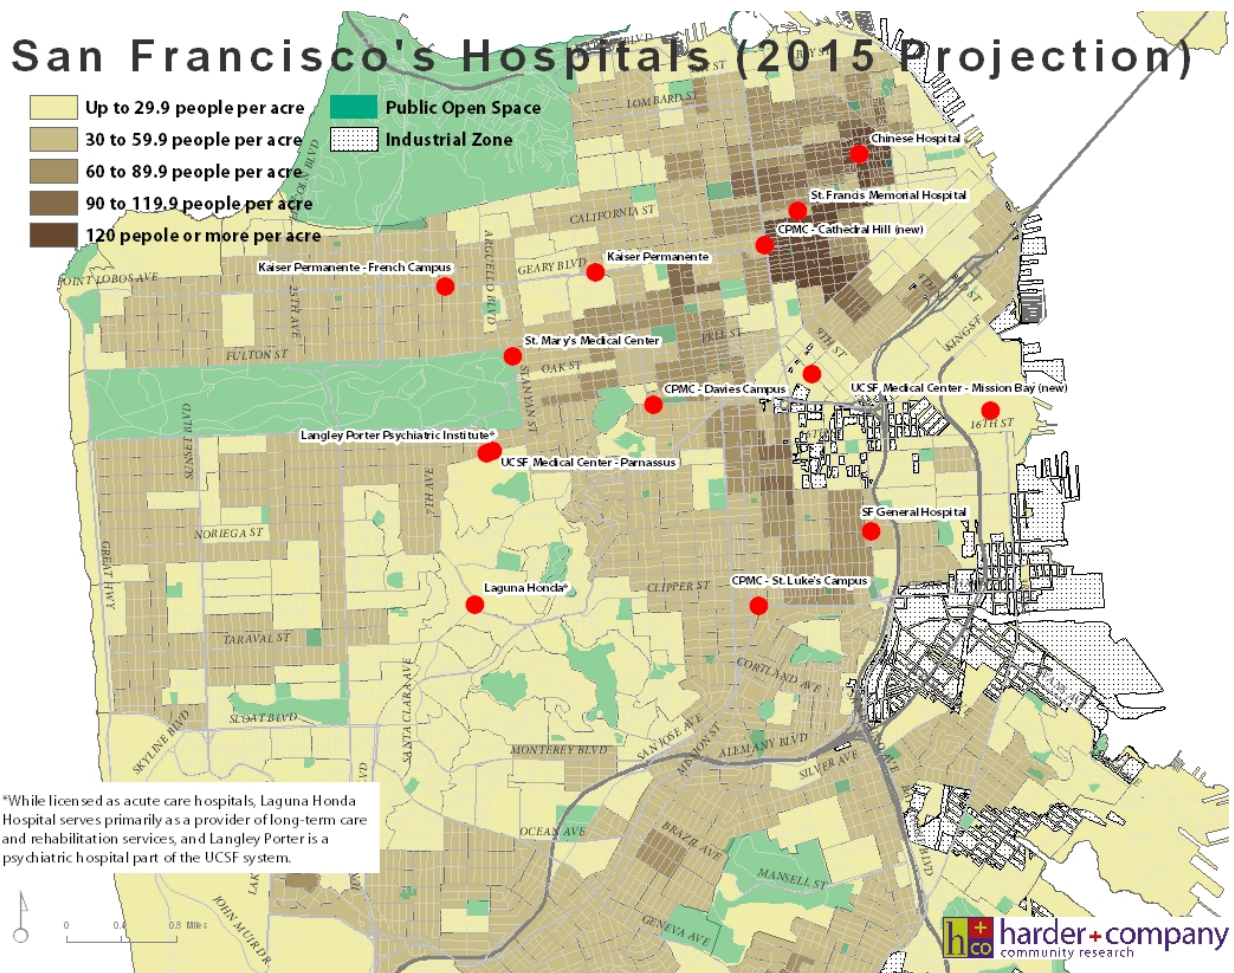 San Francisco's Hospitals (2015 Projection)
Up to 29.9 people per acre
30 to 59.9 people per acre
60 to 89.9 people per acre
90 to 119.9 people per acre
120 pepole or more per acre
Public Open Space
Industrial Zone
LOMBARD ST
Chinese Hospital
St. Francis Memorial Hospital
CALIFORNIA ST
CPMC - Cathedral Hill (new)
ARGUELLO BLVD
GEARY BLVD
Kaiser Permanente
Kaiser Permanente - French Campus
POINT LOBOS AVE
25TH AVE
4TH ST
3RD ST
KING ST
9TH ST
FELL ST
St. Mary's Medical Center
FULTON ST
OAK ST
STANYAN ST
CPMC - Davies Campus
UCSF Medical Center - Mission Bay (new)
16TH ST
SUNSET BLVD
Langley Porter Psychiatric Institute*
UCSF Medical Center - Parnassus
7TH AVE
SF General Hospital
NORIEGA ST
GREAT HWY
Laguna Honda*
CLIPPER ST
CPMC - St. Luke's Campus
TARAVAL ST
SANTA CLARA AVE
CORTLAND AVE
SLOAT BLVD
SKYLINE BLVD
MONTEREY BLVD
SAN JOSE AVE
MISSION ST
ALEMANY BLVD
SILVER AVE
*While licensed as acute care hospitals, Laguna Honda
Hospital serves primarily as a provider of long-term care
and rehabilitation services, and Langley Porter is a
psychiatric hospital part of the UCSF system.
OCEAN AVE
BRAZIL AVE
MANSELL ST
GENEVA AVE
JOHN MUIR DR
0 0.4 0.8 Miles
h+co
harder+company
community research